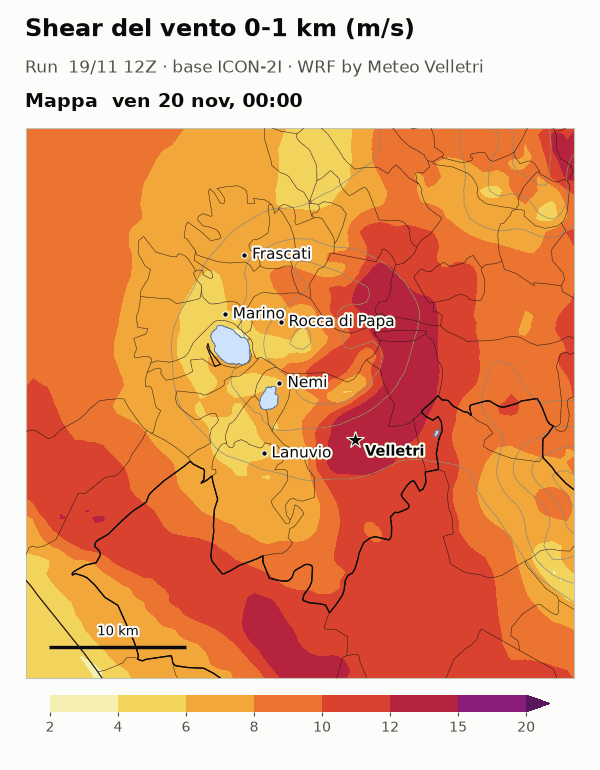 Shear del vento 0-1 km (m/s)
Run  19/11 12Z · base ICON-2I · WRF by Meteo Velletri
Mappa  ven 20 nov, 00:00
Frascati
Marino
Rocca di Papa
Nemi
Velletri
Lanuvio
10 km
2 4 6 8 10 12 15 20